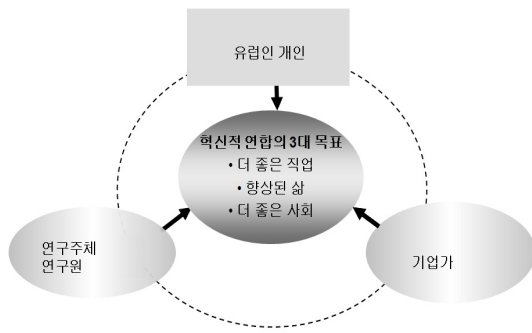 유럽인 개인
혁신적 연합의 3대 목표
• 더 좋은 직업
• 향상된 삶
• 더 좋은 사회
연구주체
연구원
기업가